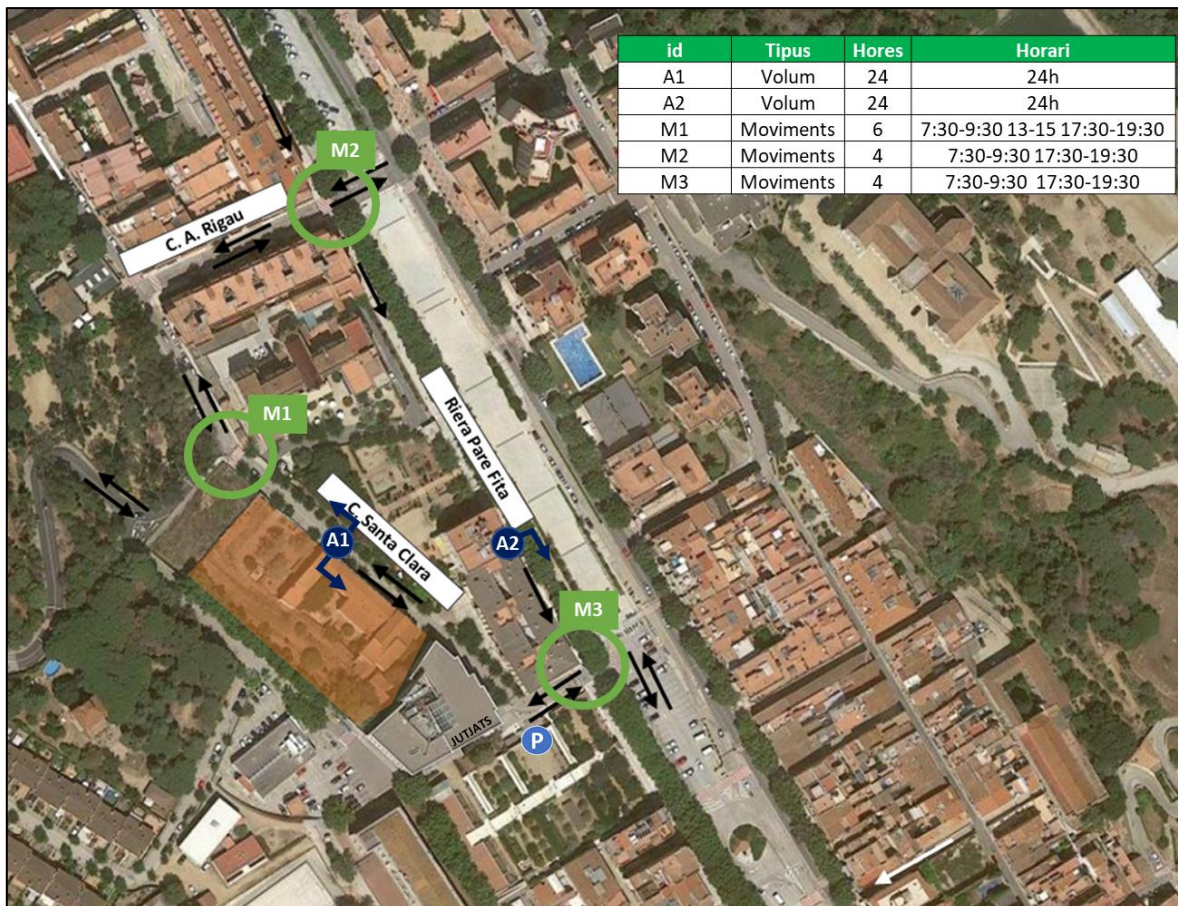 id Tipus Hores Horari
A1 Volum 24 24h
A2 Volum 24 24h
M1 Moviments 6 7:30-9:30 13-15 17:30-19:30
M2 Moviments 4 7:30-9:30 17:30-19:30
M3 Moviments 4 7:30-9:30 17:30-19:30
M2
C. A. Rigau
M1
Riera Pare Fita
C. Santa Clara
A1
A2
M3
JUTJATS
P